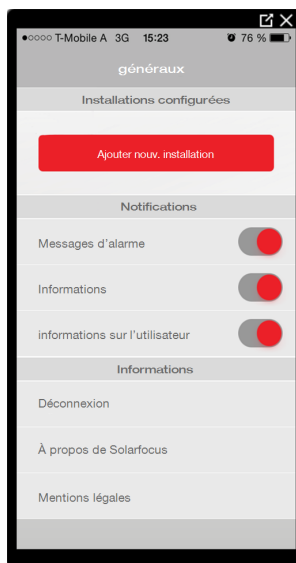 T-Mobile A 3G 15:23 76 %
généraux
Installations configurées
Ajouter nouv. installation
Notifications
Messages d'alarme
Informations
informations sur l'utilisateur
Informations
Déconnexion
À propos de Solarfocus
Mentions légales